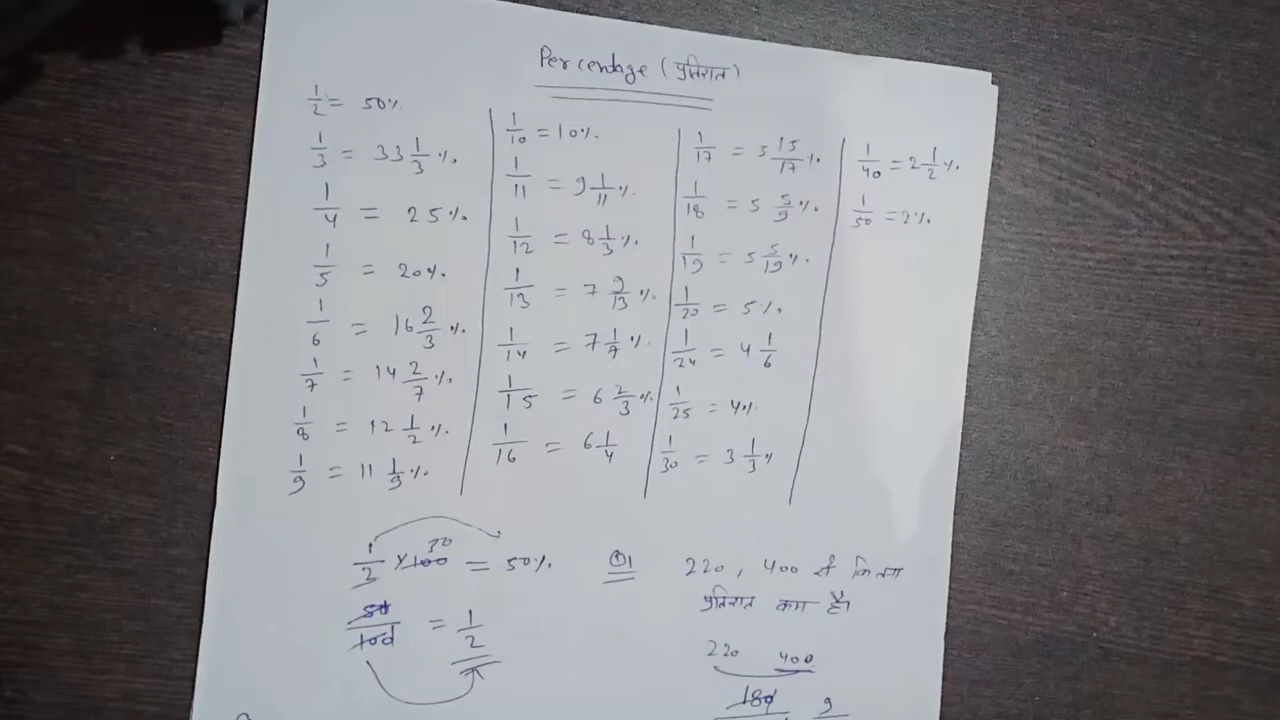 Percentage (प्रतिशत)
1/2 = 50%
1/3 = 33 1/3 %.
1/4 = 25%
1/5 = 20%.
1/6 = 16 2/3 %.
1/7 = 14 2/7 %.
1/8 = 12 1/2 %.
1/9 = 11 1/9 %.
1/10 = 10%.
1/11 = 9 1/11 %.
1/12 = 8 1/3 %.
1/13 = 7 9/13 %.
1/14 = 7 1/7 %.
1/15 = 6 2/3 %.
1/16 = 6 1/4
1/17 = 5 15/17 %.
1/18 = 5 5/9 %.
1/19 = 5 5/19 %.
1/20 = 5%.
1/24 = 4 1/6
1/25 = 4%.
1/30 = 3 1/3 %
1/40 = 2 1/2 %.
1/50 = 2%.
1/2 × 100 = 50%.
50/100 = 1/2
Q1 220, 400 से कितना
प्रतिशत कम है।
220 400
180 9